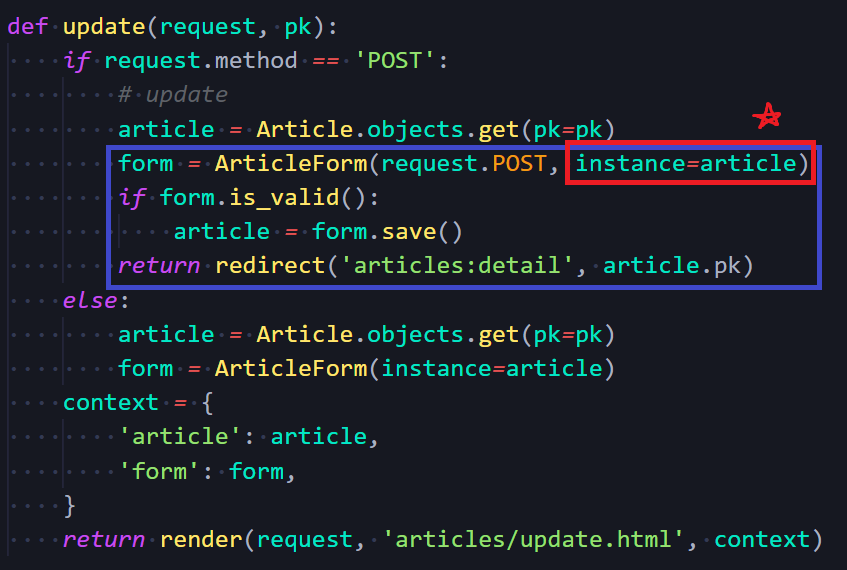 def update(request, pk):
    if request.method == 'POST':
        # update
        article = Article.objects.get(pk=pk)
        form = ArticleForm(request.POST, instance=article)
        if form.is_valid():
            article = form.save()
        return redirect('articles:detail', article.pk)
    else:
        article = Article.objects.get(pk=pk)
        form = ArticleForm(instance=article)
    context = {
        'article': article,
        'form': form,
    }
    return render(request, 'articles/update.html', context)